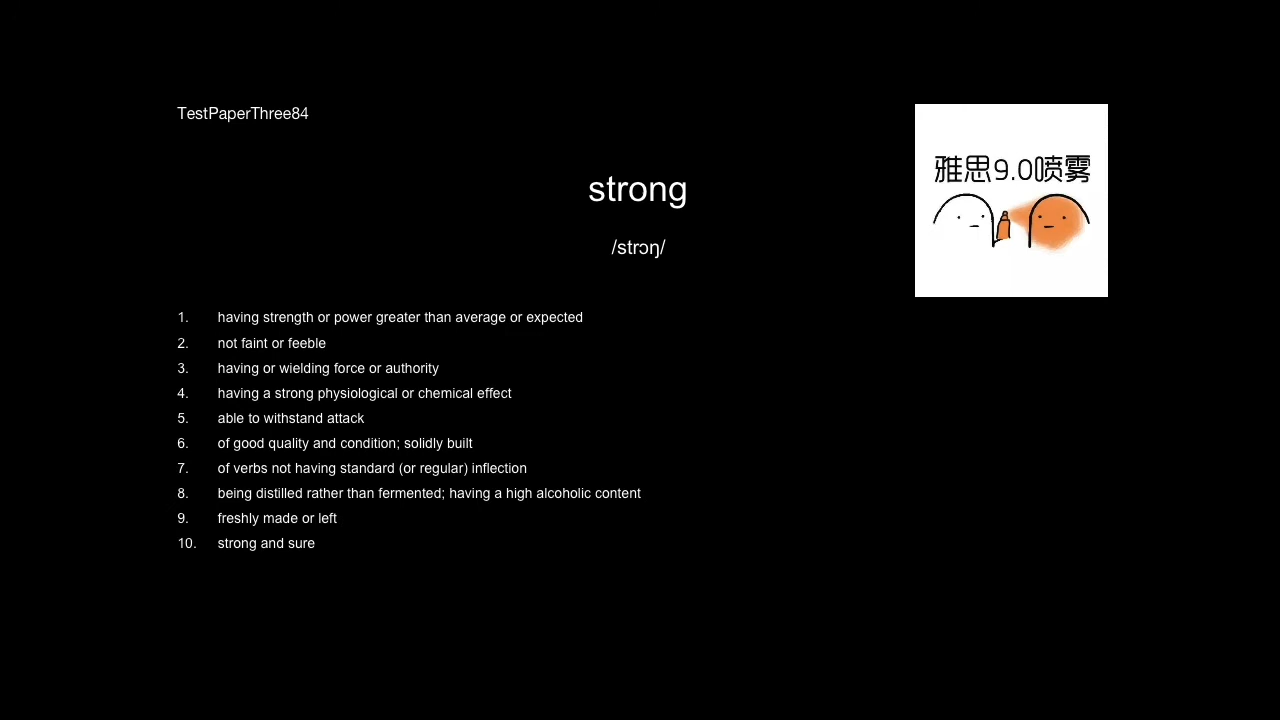 TestPaperThree84
雅思9.0喷雾
strong
/strɔŋ/
1. having strength or power greater than average or expected
2. not faint or feeble
3. having or wielding force or authority
4. having a strong physiological or chemical effect
5. able to withstand attack
6. of good quality and condition; solidly built
7. of verbs not having standard (or regular) inflection
8. being distilled rather than fermented; having a high alcoholic content
9. freshly made or left
10. strong and sure